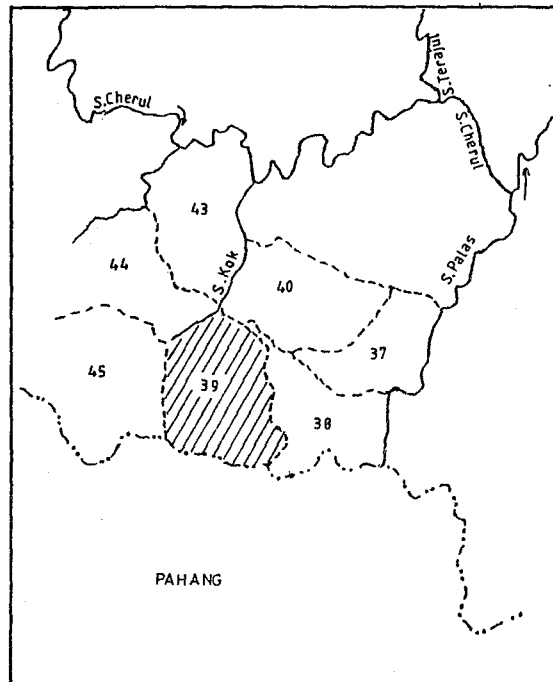 S.Terajul
S.Cherul
S.Cherul
43
44
S.Kok
40
S.Palas
45
39
37
38
PAHANG